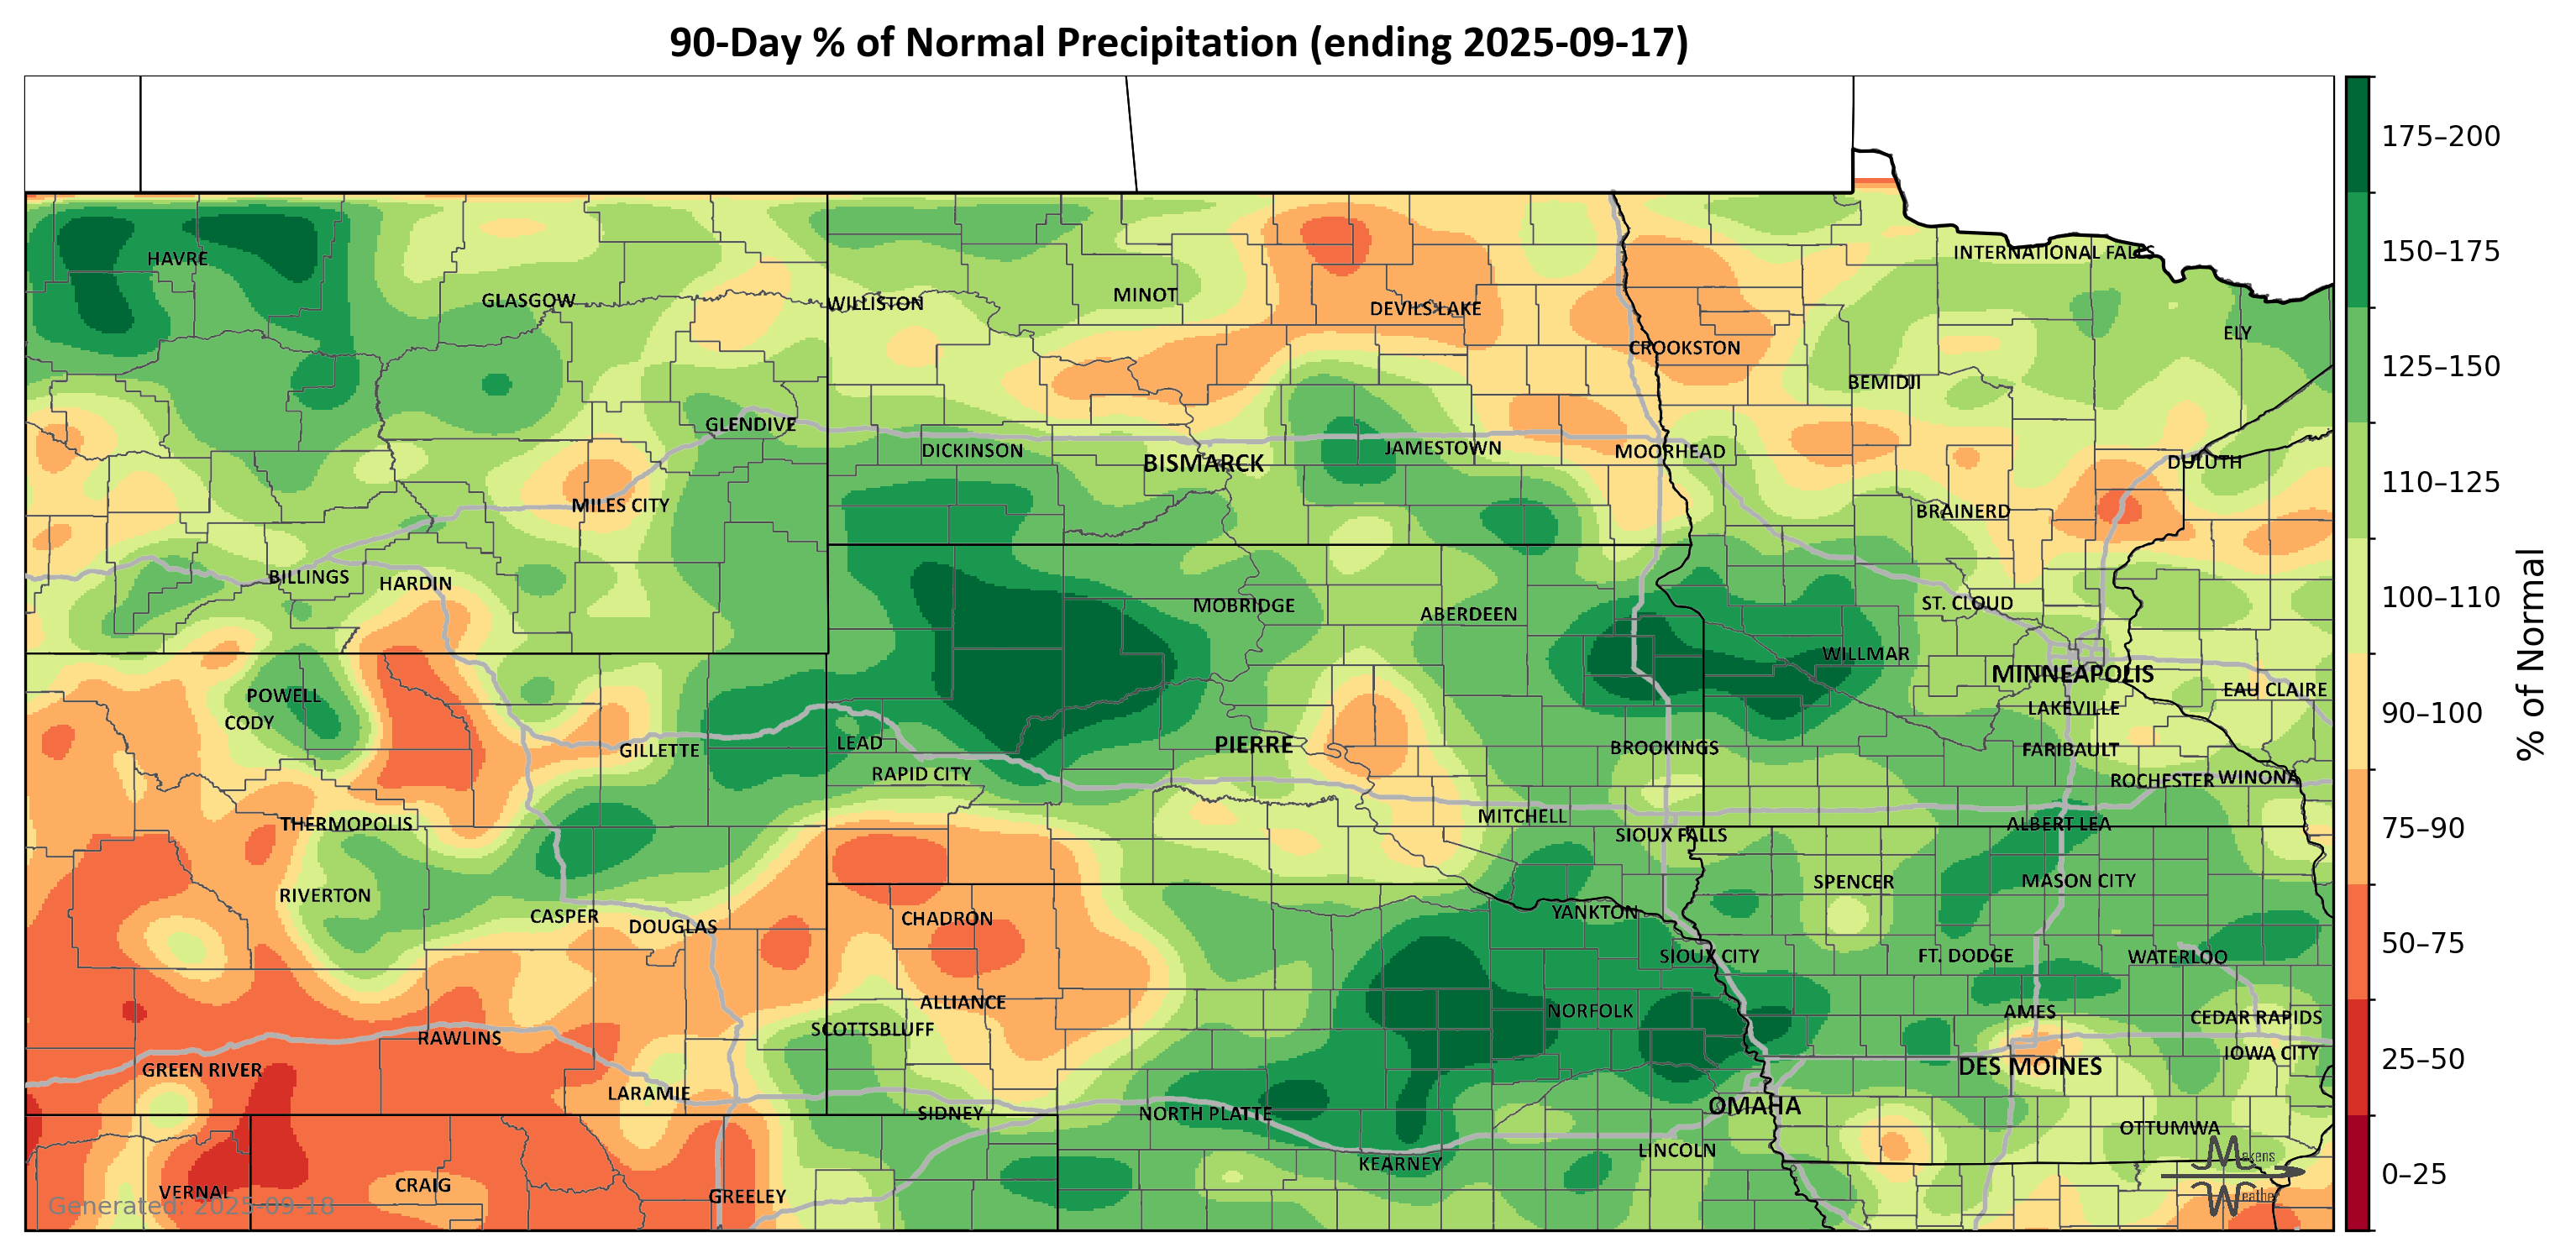 90-Day % of Normal Precipitation (ending 2025-09-17)
175–200
150–175
125–150
110–125
100–110
90–100
75–90
50–75
25–50
0–25
% of Normal
HAVRE
GLASGOW
WILLISTON
MINOT
DEVILS LAKE
CROOKSTON
INTERNATIONAL FALLS
ELY
BEMIDJI
GLENDIVE
DICKINSON
BISMARCK
JAMESTOWN
MOORHEAD
DULUTH
MILES CITY
BRAINERD
BILLINGS
HARDIN
MOBRIDGE
ABERDEEN
ST. CLOUD
WILLMAR
MINNEAPOLIS
EAU CLAIRE
POWELL
CODY
LAKEVILLE
GILLETTE
LEAD
PIERRE
BROOKINGS
FARIBAULT
RAPID CITY
ROCHESTER
WINONA
THERMOPOLIS
MITCHELL
SIOUX FALLS
ALBERT LEA
RIVERTON
SPENCER
MASON CITY
CASPER
DOUGLAS
CHADRON
YANKTON
SIOUX CITY
FT. DODGE
WATERLOO
ALLIANCE
NORFOLK
AMES
CEDAR RAPIDS
SCOTTSBLUFF
RAWLINS
IOWA CITY
GREEN RIVER
DES MOINES
LARAMIE
SIDNEY
NORTH PLATTE
OMAHA
OTTUMWA
LINCOLN
KEARNEY
VERNAL
CRAIG
GREELEY
Makens
Weather
Generated: 2025-09-18